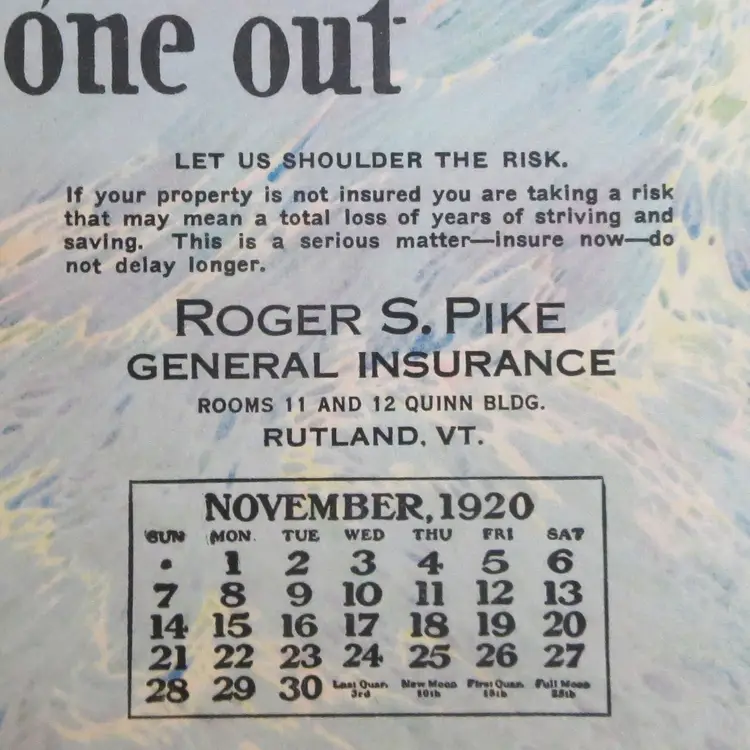 one out
LET US SHOULDER THE RISK.
If your property is not insured you are taking a risk
that may mean a total loss of years of striving and
saving. This is a serious matter—insure now—do
not delay longer.
ROGER S. PIKE
GENERAL INSURANCE
ROOMS 11 AND 12 QUINN BLDG.
RUTLAND, VT.
NOVEMBER, 1920
SUN MON. TUE WED THU FRI SAT
• 1 2 3 4 5 6
7 8 9 10 11 12 13
14 15 16 17 18 19 20
21 22 23 24 25 26 27
28 29 30 Last Quar. 3rd New Moon 10th First Quar. 18th Full Moon 25th